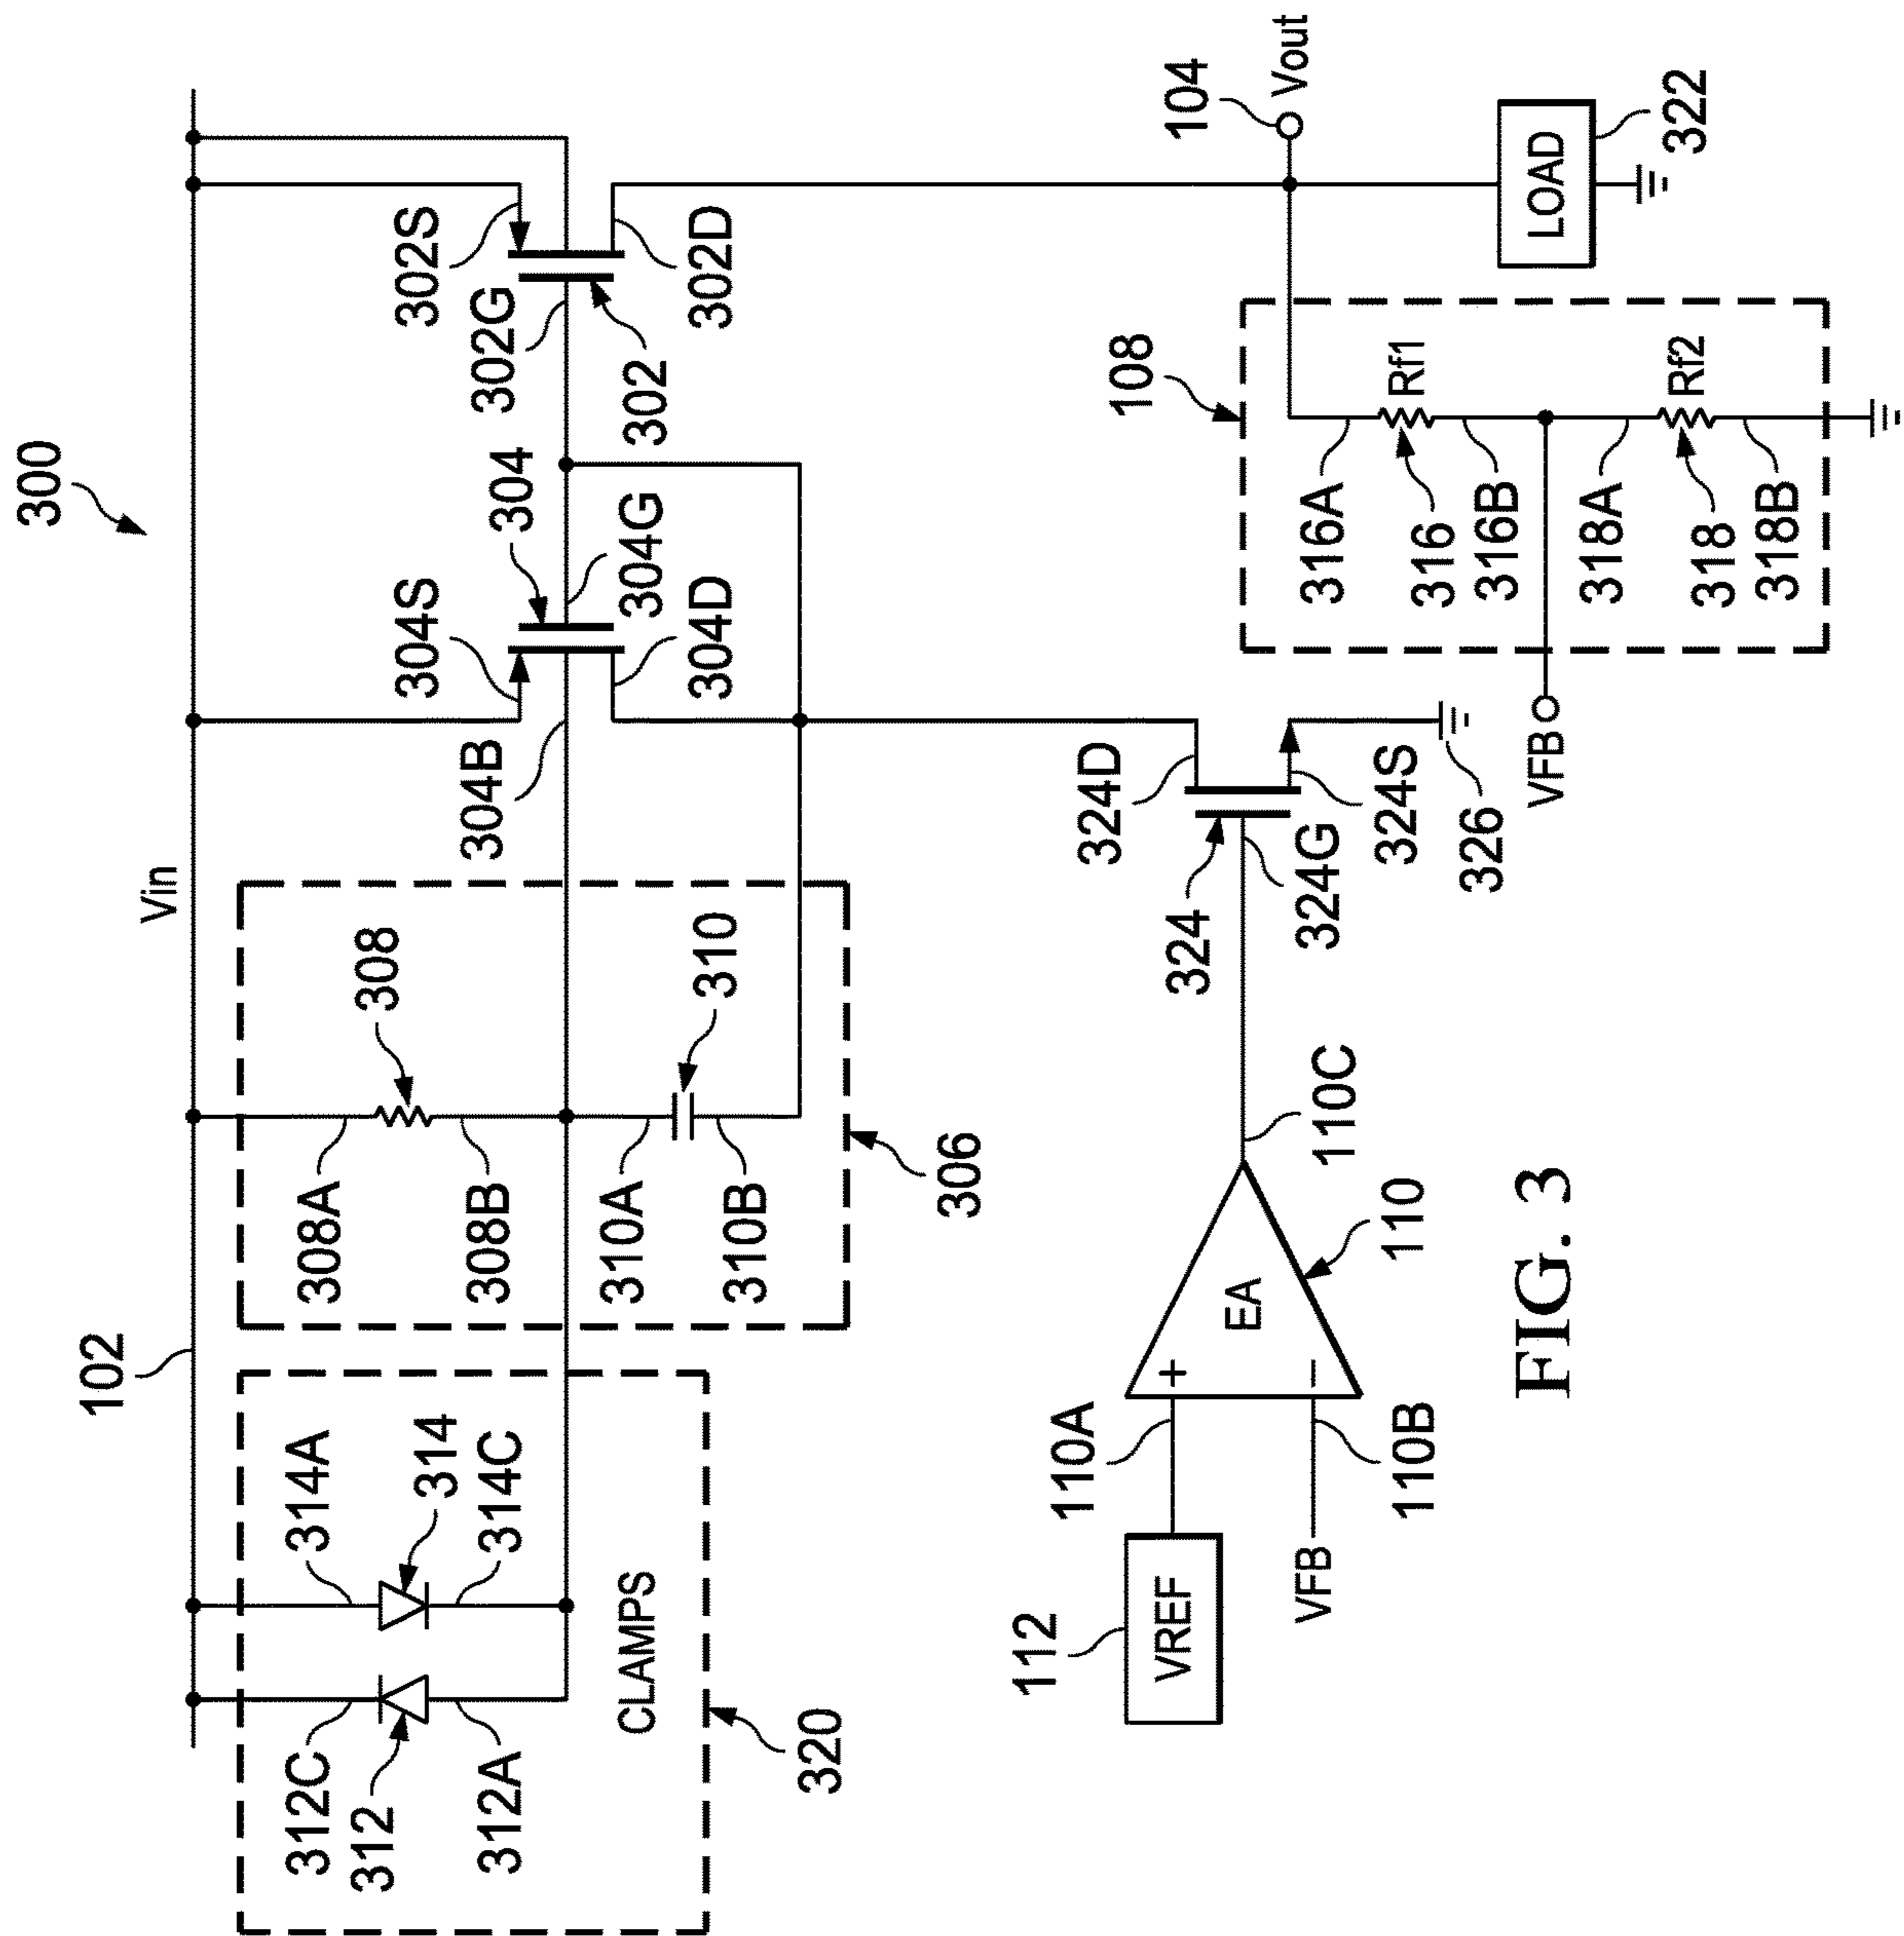 300
102
Vin
314A
314
314C
312C
312
312A
CLAMPS
320
308
308A
308B
310
310A
310B
306
304S
304
304G
304B
304D
302S
302G
302
302D
112
VREF
110A
+
EA
−
VFB
110B
110
110C
324D
324
324G
324S
326
VFB
108
316A
316
Rf1
316B
318A
318
Rf2
318B
104
Vout
LOAD
322
FIG. 3